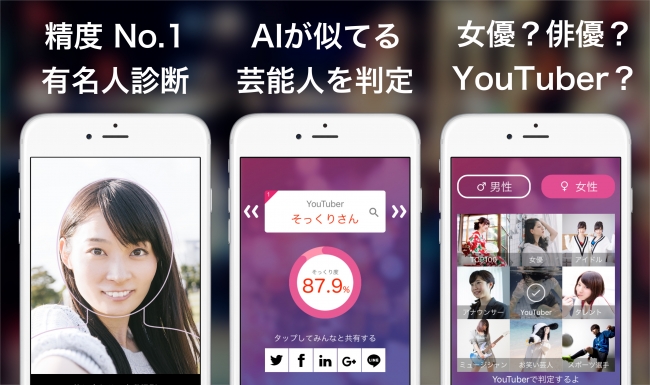 精度 No.1
有名人診断
AIが似てる
芸能人を判定
女優？俳優？
YouTuber？
1
YouTuber
そっくりさん
そっくり度
87.9%
タップしてみんなと共有する
f
in
G+
LINE
♂ 男性
♀ 女性
TOP100
女優
アイドル
アナウンサー
YouTuber
タレント
ミュージシャン
お笑い芸人
スポーツ選手
YouTuberで判定するよ